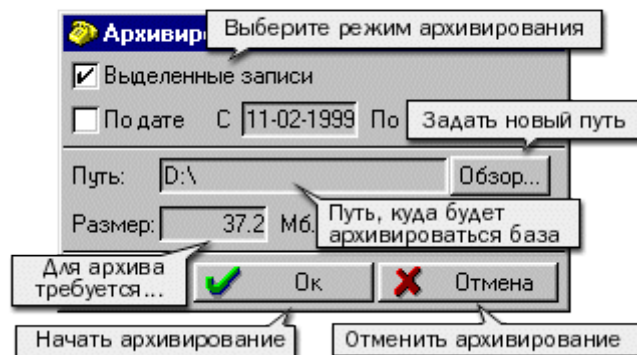 Архивир
Выберите режим архивирования
Выделенные записи
По дате С 11-02-1999 По
Задать новый путь
Путь: D:\ Обзор...
Размер: 37.2 Мб.
Путь, куда будет
архивироваться база
Для архива
требуется...
Ок Отмена
Начать архивирование
Отменить архивирование